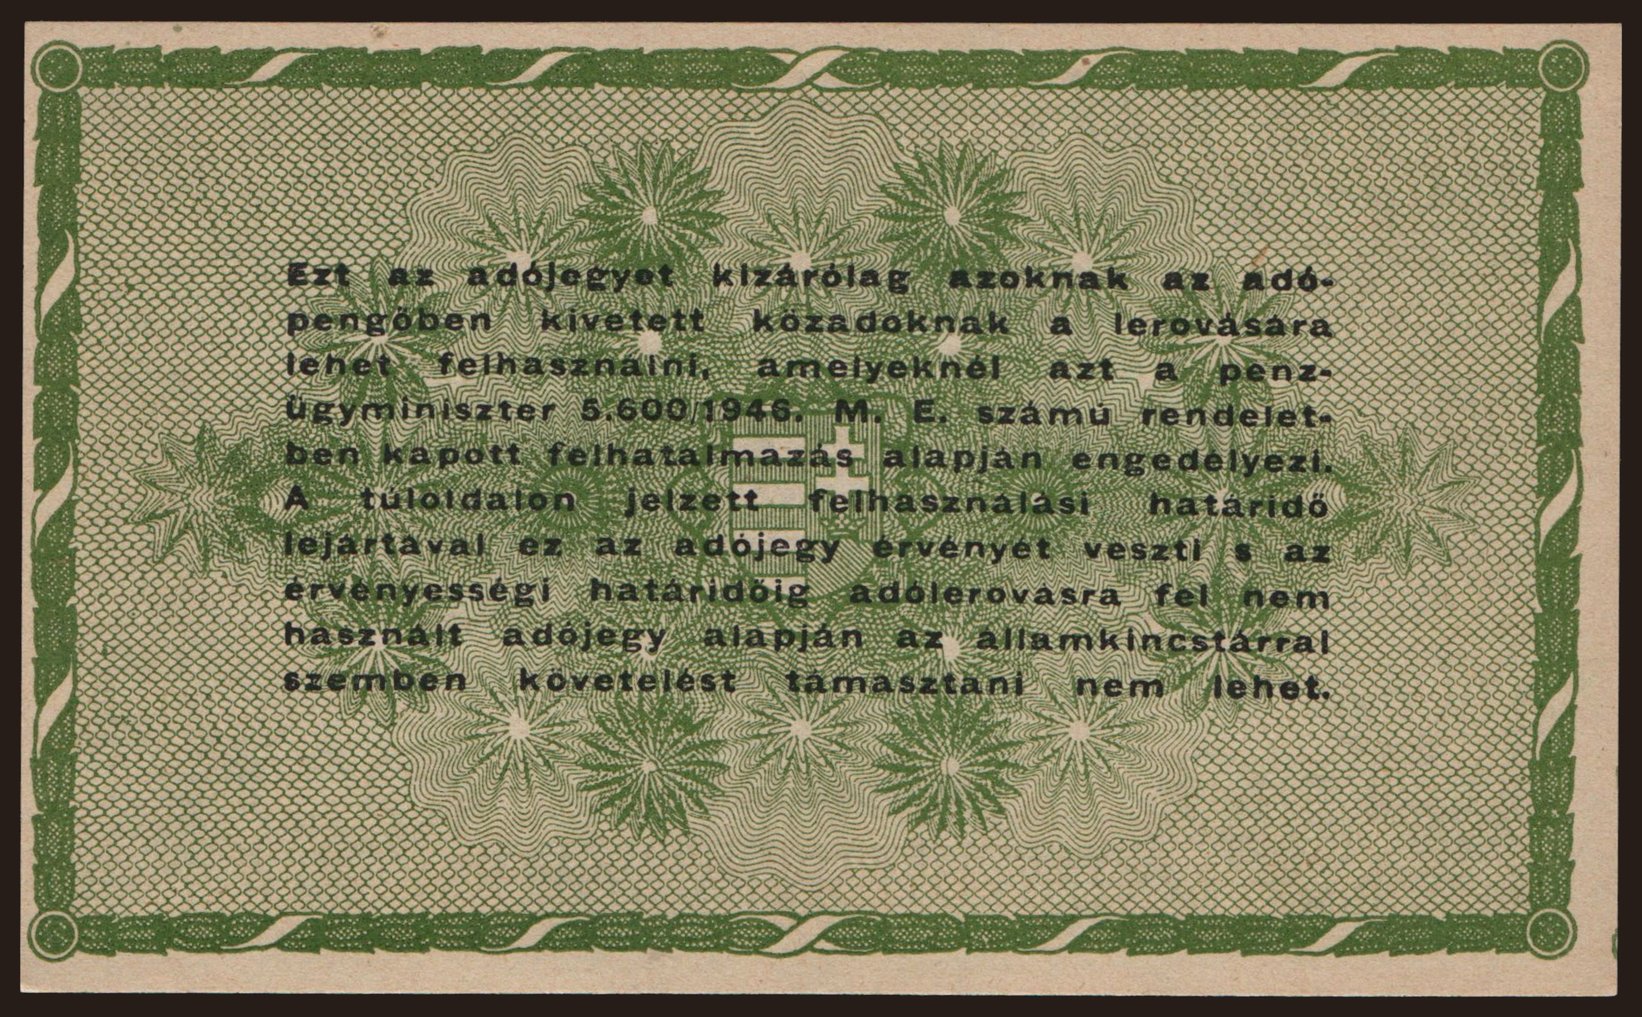 Ezt az adójegyet kizárólag azoknak az adó-
pengőben kivetett közadóknak a lerovására
lehet felhasználni, amelyeknél azt a pénz-
ügyminiszter 5.600/1946. M. E. számú rendelet-
ben kapott felhatalmazás alapján engedélyezi.
A túloldalon jelzett felhasználási határidő
lejártával ez az adójegy érvényét veszti s az
érvényességi határidőig adólerovásra fel nem
használt adójegy alapján az államkincstárral
szemben követelést támasztani nem lehet.